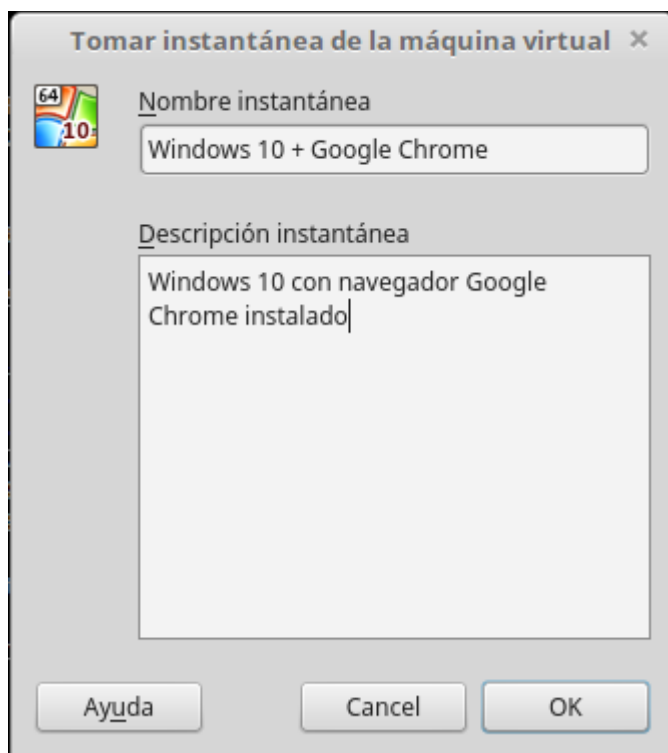 Tomar instantánea de la máquina virtual ×
64
10
Nombre instantánea
Windows 10 + Google Chrome
Descripción instantánea
Windows 10 con navegador Google
Chrome instalado
Ayuda
Cancel
OK